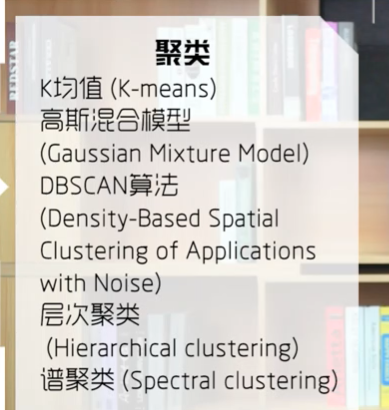 聚类
K均值 (K-means)
高斯混合模型
(Gaussian Mixture Model)
DBSCAN算法
(Density-Based Spatial
Clustering of Applications
with Noise)
层次聚类
(Hierarchical clustering)
谱聚类 (Spectral clustering)
REDSTAR